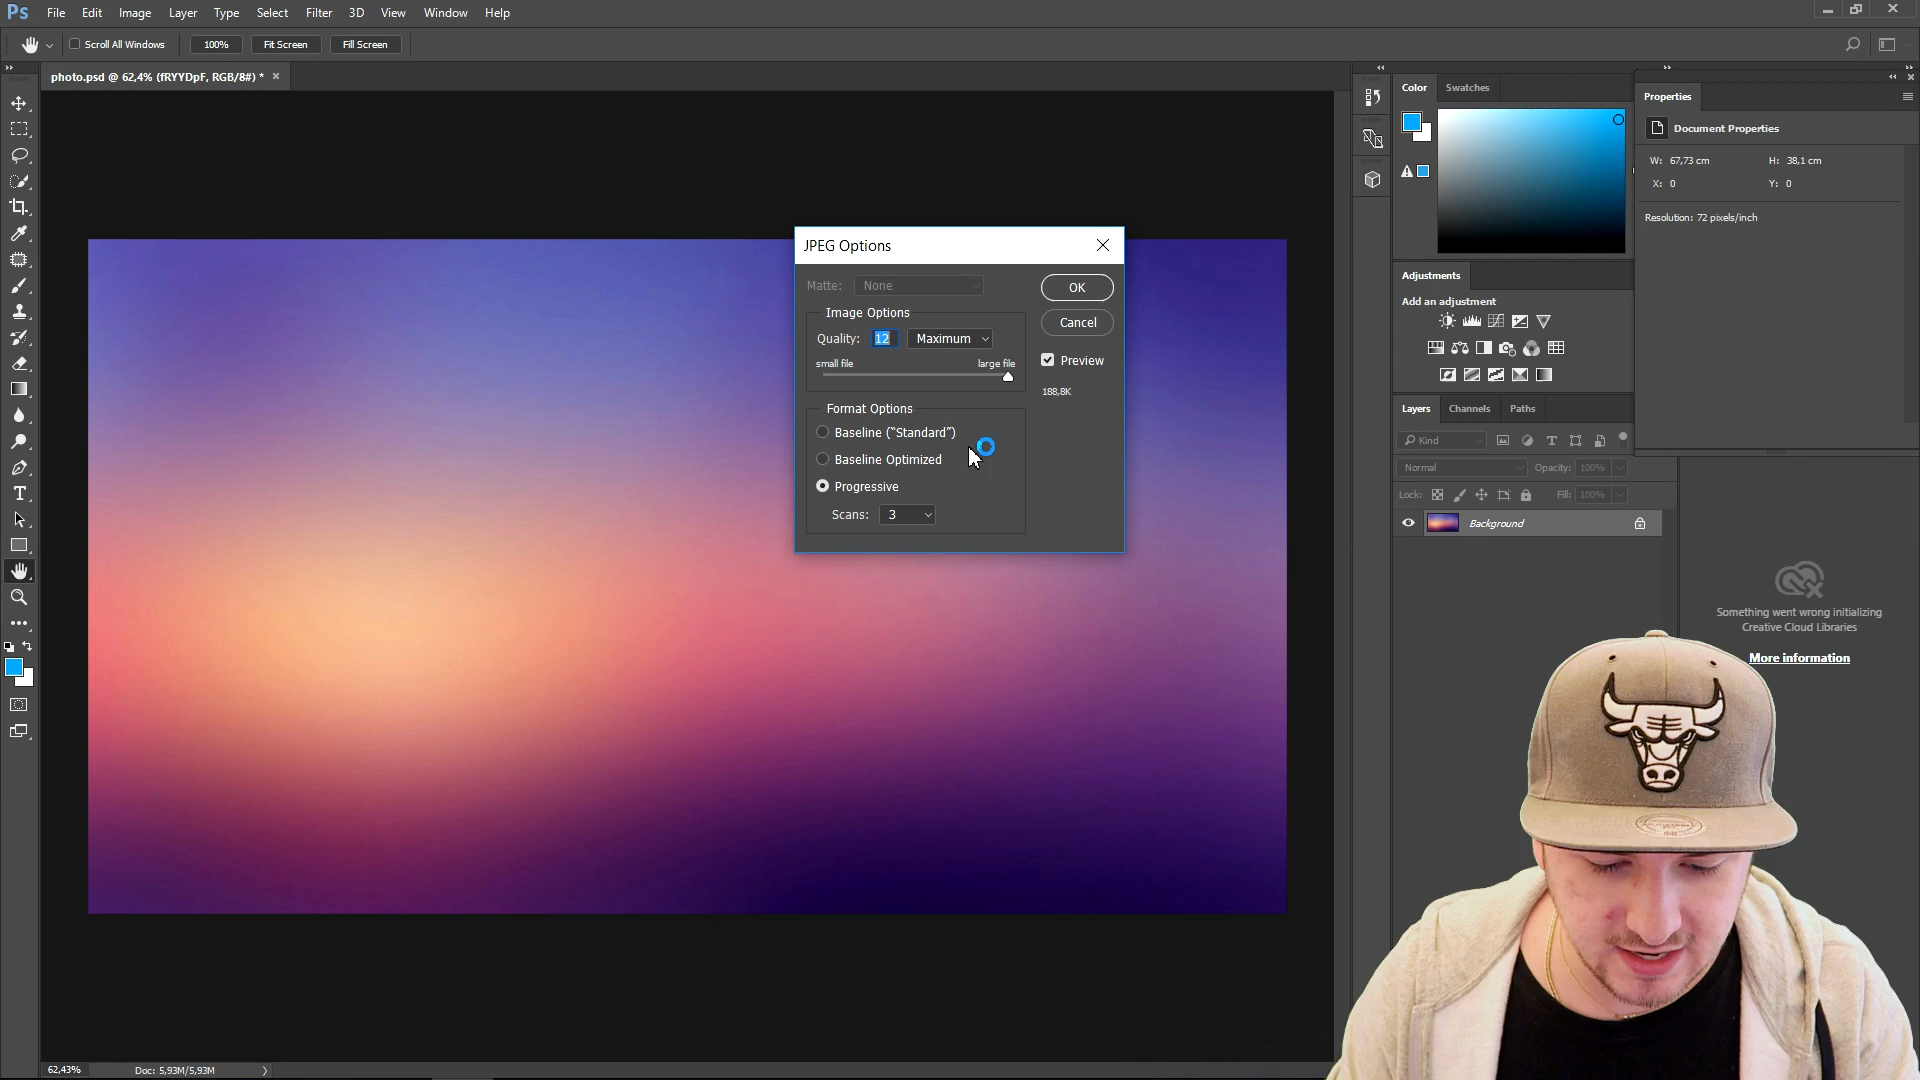 Ps File Edit Image Layer Type Select Filter 3D View Window Help
Scroll All Windows 100% Fit Screen Fill Screen
photo.psd @ 62,4% (fRYYDpF, RGB/8#) *
Color Swatches
Properties
Document Properties
W: 67,73 cm H: 38,1 cm
X: 0 Y: 0
Resolution: 72 pixels/inch
JPEG Options
Matte: None
OK
Image Options
Cancel
Quality: 12 Maximum
small file large file
Preview
188,8K
Format Options
Baseline (“Standard”)
Baseline Optimized
Progressive
Scans: 3
Adjustments
Add an adjustment
Layers Channels Paths
Kind
Normal Opacity: 100%
Lock: Fill: 100%
Background
Something went wrong initializing
Creative Cloud Libraries
More information
62,43% Doc: 5,93M/5,93M